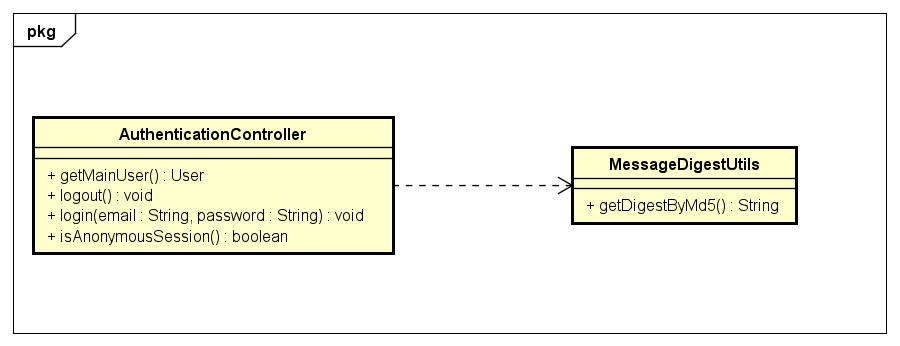 pkg
AuthenticationController
+ getMainUser() : User
+ logout() : void
+ login(email : String, password : String) : void
+ isAnonymousSession() : boolean
MessageDigestUtils
+ getDigestByMd5() : String